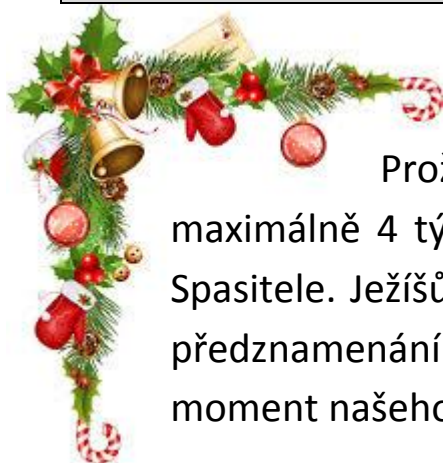 Prož
maximálně 4 tý
Spasitele. Ježíšů
předznamenání
moment našeho